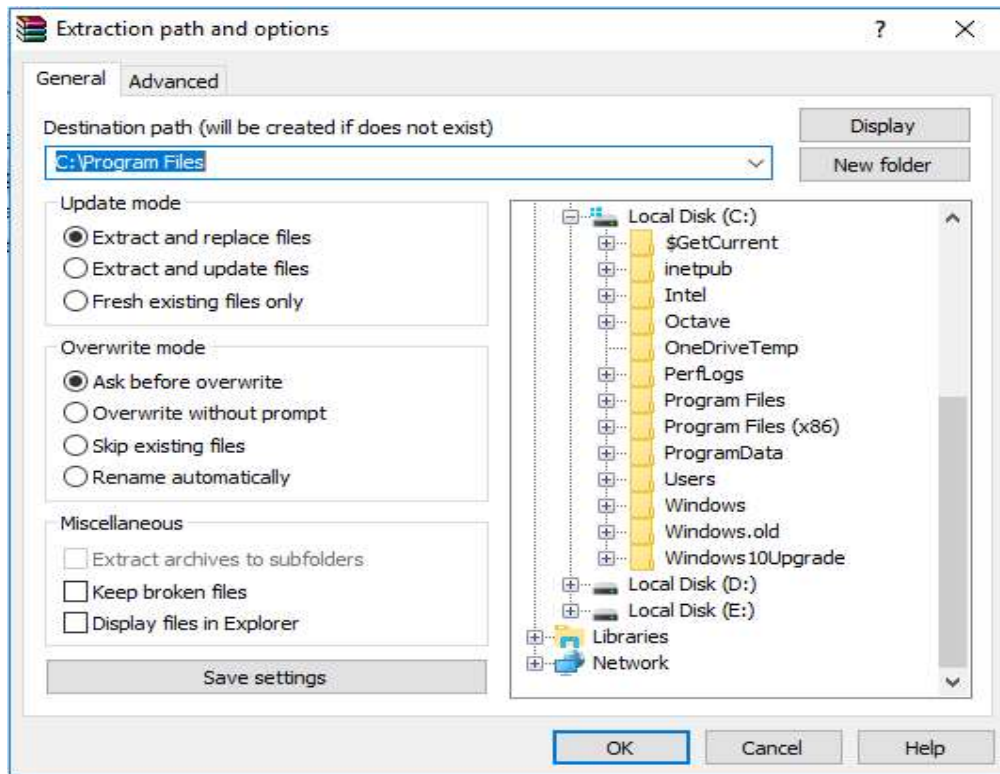 Extraction path and options
General
Advanced
Destination path (will be created if does not exist)
Display
C:\Program Files
New folder
Update mode
Extract and replace files
Extract and update files
Fresh existing files only
Overwrite mode
Ask before overwrite
Overwrite without prompt
Skip existing files
Rename automatically
Miscellaneous
Extract archives to subfolders
Keep broken files
Display files in Explorer
Save settings
Local Disk (C:)
$GetCurrent
inetpub
Intel
Octave
OneDriveTemp
PerfLogs
Program Files
Program Files (x86)
ProgramData
Users
Windows
Windows.old
Windows10Upgrade
Local Disk (D:)
Local Disk (E:)
Libraries
Network
OK
Cancel
Help